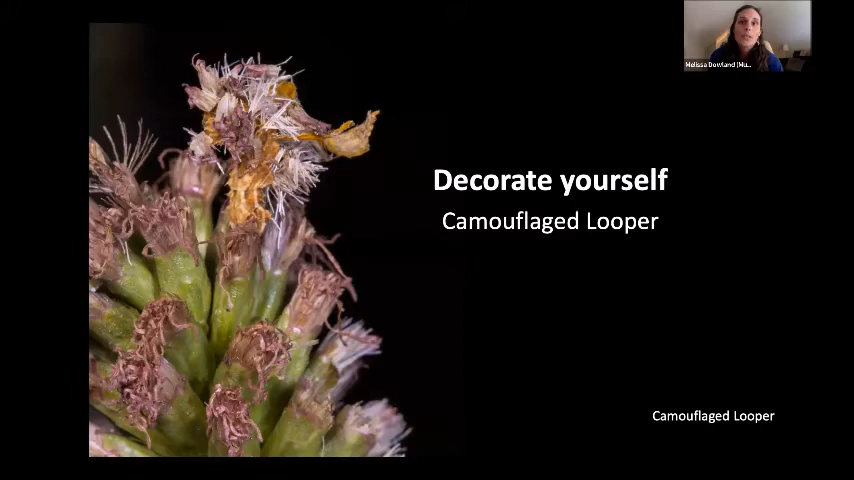 Melissa Dowland (Mu...
Decorate yourself
Camouflaged Looper
Camouflaged Looper